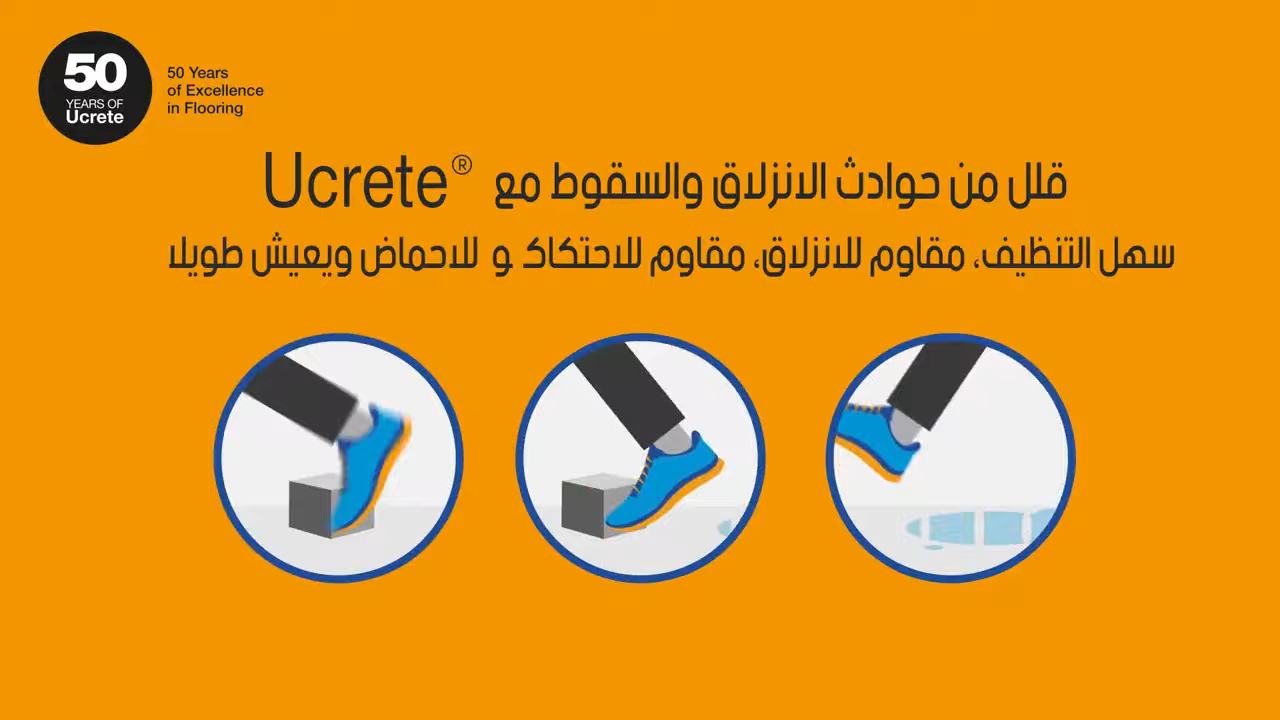 50
YEARS OF
Ucrete
50 Years
of Excellence
in Flooring
قلل من حوادث الانزلاق والسقوط مع Ucrete®
سهل التنظيف، مقاوم للانزلاق، مقاوم للاحتكاك و للاحماض ويعيش طويلا